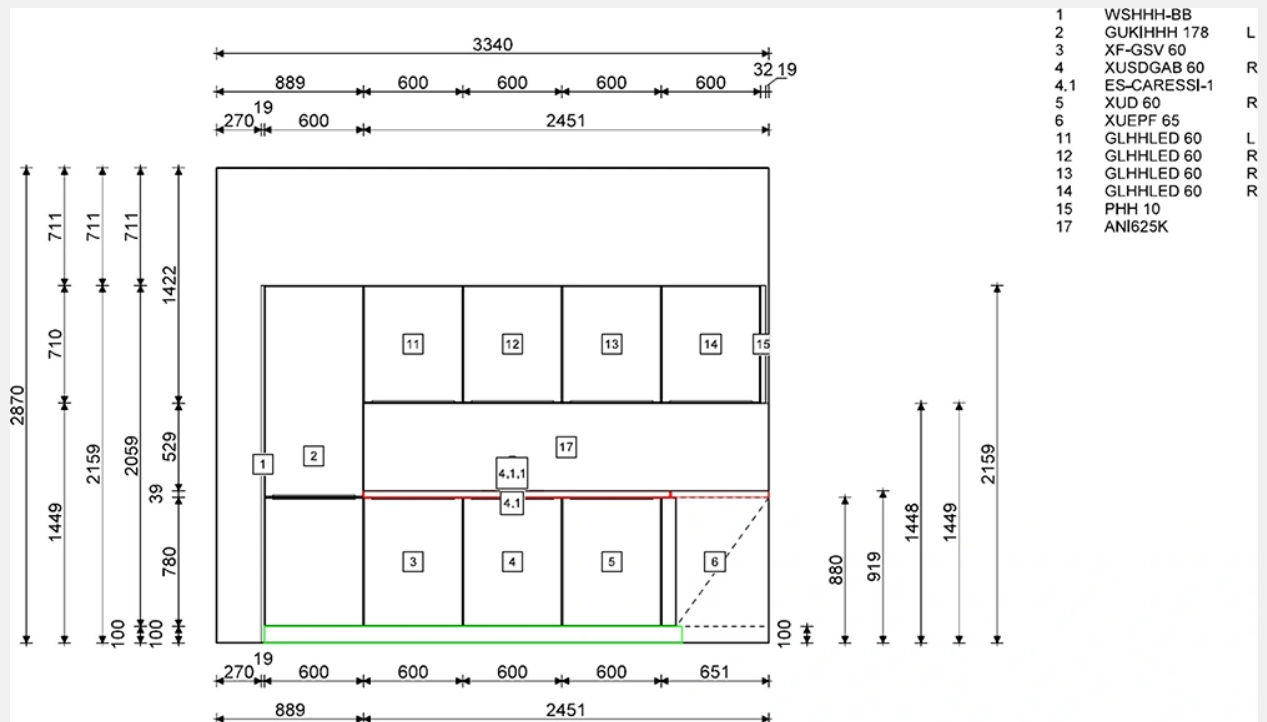 1 WSHHH-BB
2 GUKIHHH 178 L
3 XF-GSV 60
4 XUSDGAB 60 R
4.1 ES-CARESSI-1
5 XUD 60 R
6 XUEPF 65
11 GLHHLED 60 L
12 GLHHLED 60 R
13 GLHHLED 60 R
14 GLHHLED 60 R
15 PHH 10
17 ANI625K
3340
889 600 600 600 600 32 19
270 19 600 2451
2870
711 710 1449
711 2159
711 2059 100
1422 529 39 780 100
11 12 13 14 15
1 2 17
4.1.1
4.1
3 4 5 6
100 880 919 1448 1449 2159
270 19 600 600 600 600 651
889 2451